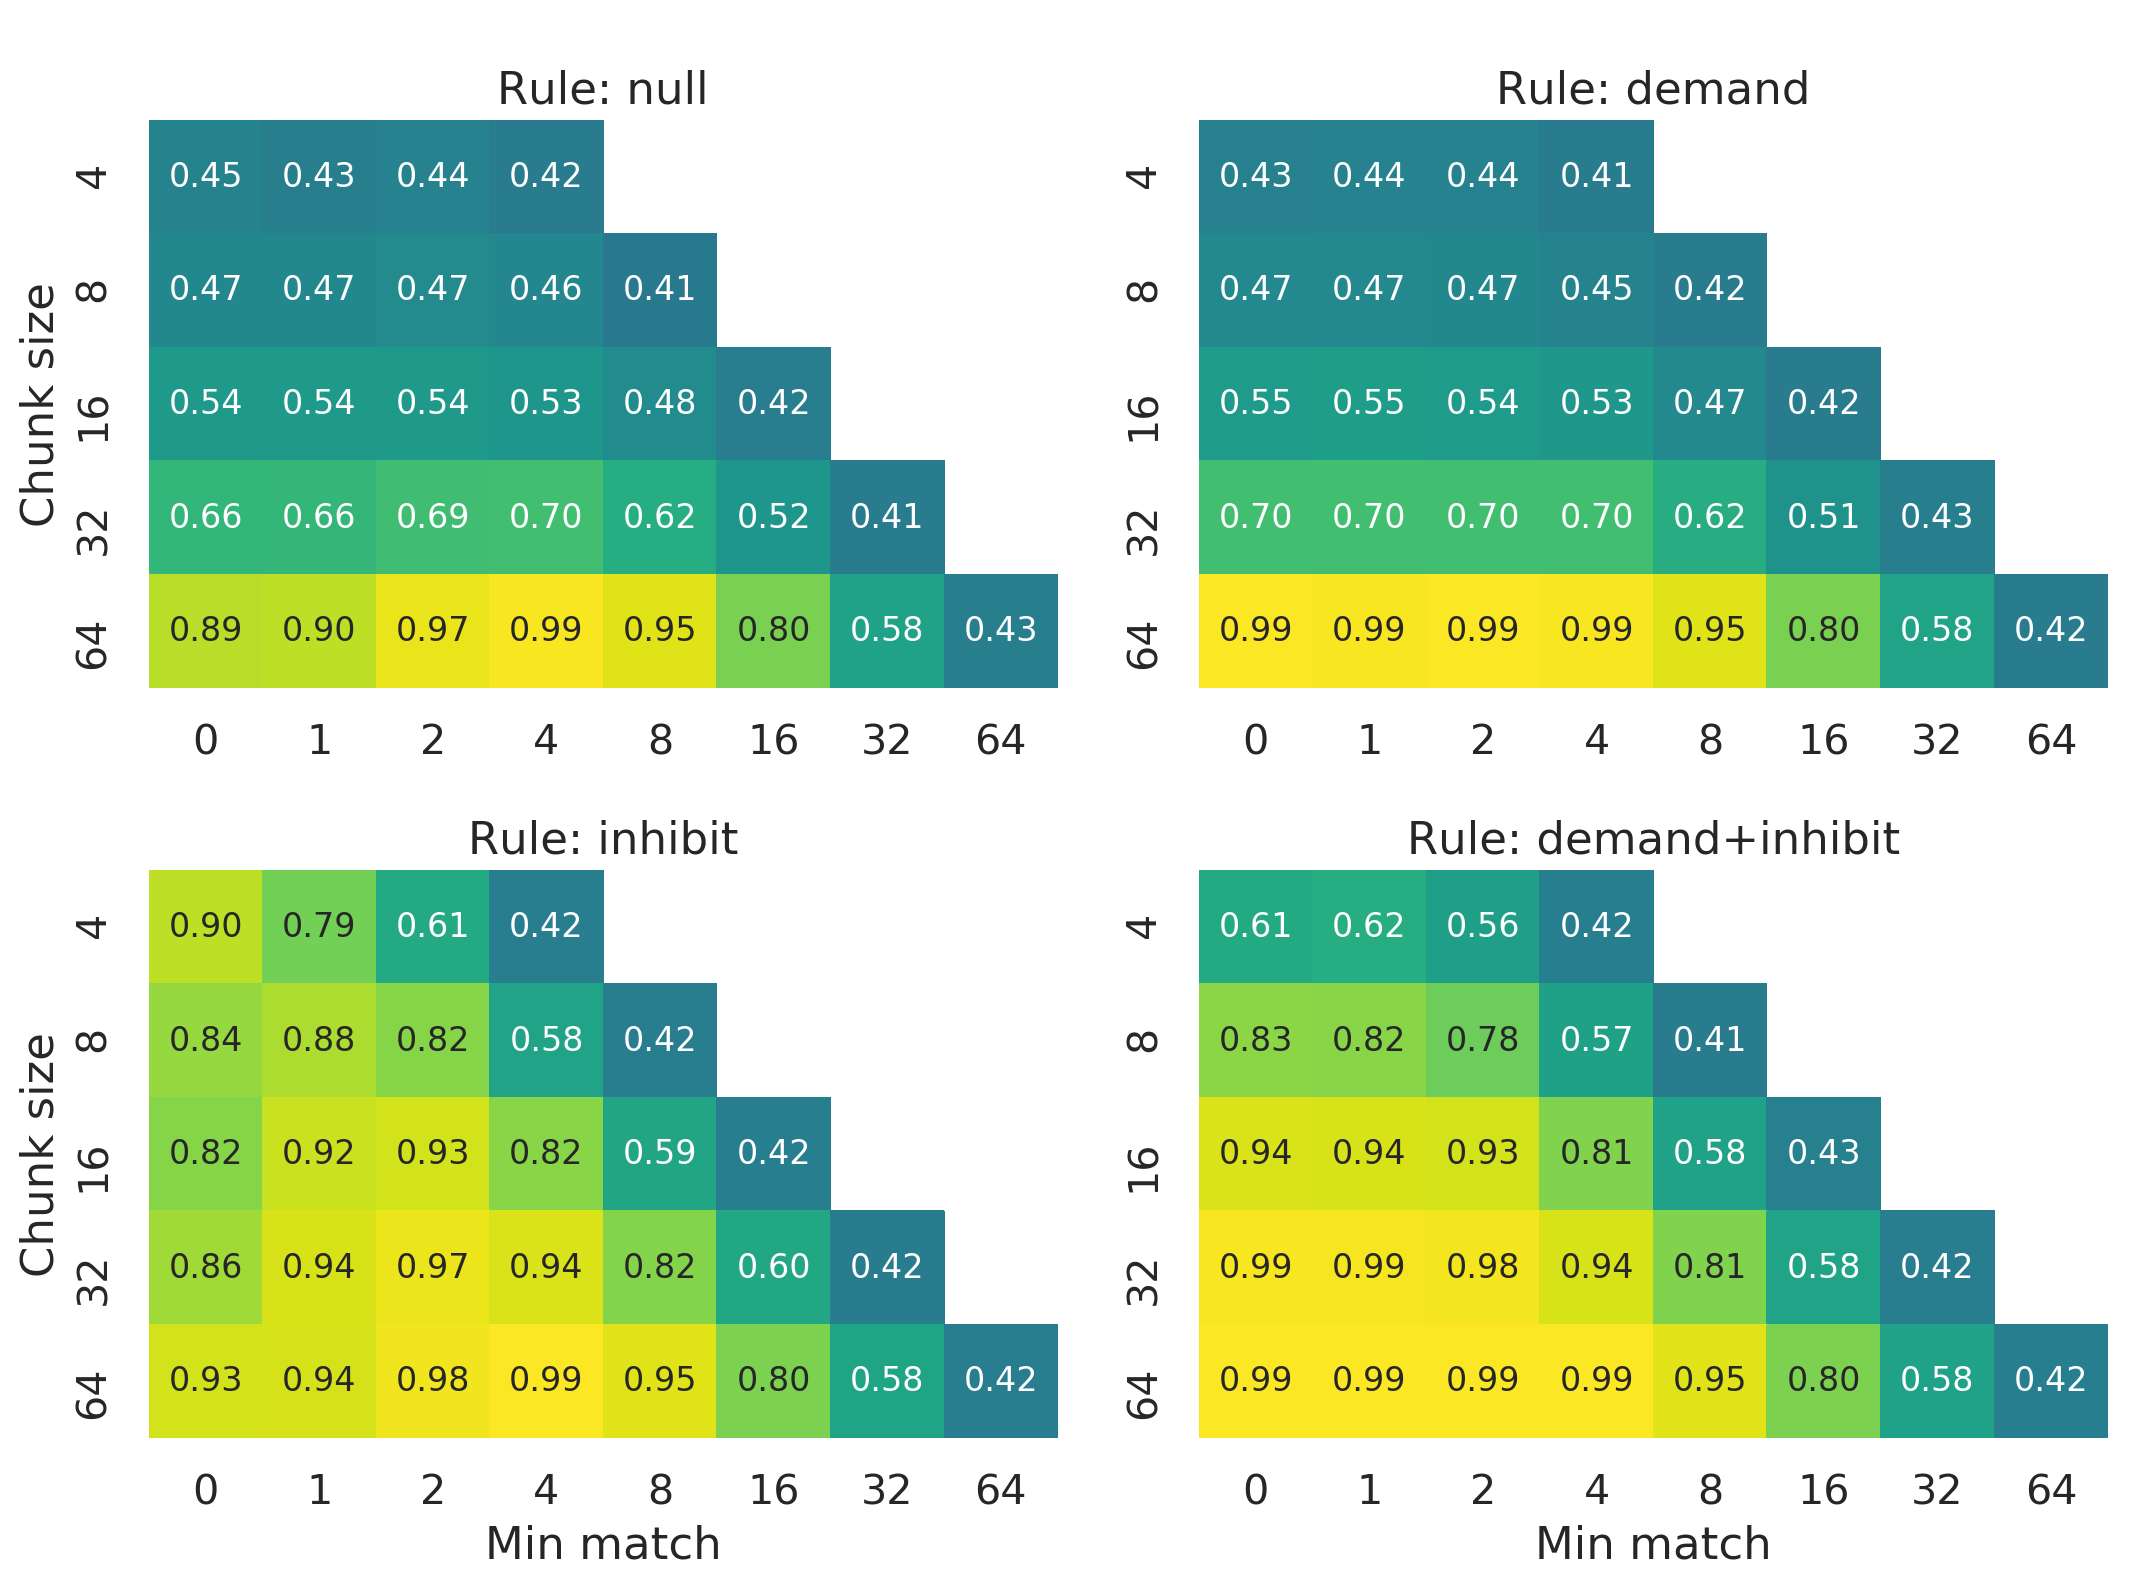 Rule: null
4 0.45 0.43 0.44 0.42
8 0.47 0.47 0.47 0.46 0.41
16 0.54 0.54 0.54 0.53 0.48 0.42
32 0.66 0.66 0.69 0.70 0.62 0.52 0.41
64 0.89 0.90 0.97 0.99 0.95 0.80 0.58 0.43
0 1 2 4 8 16 32 64
Chunk size
Rule: demand
4 0.43 0.44 0.44 0.41
8 0.47 0.47 0.47 0.45 0.42
16 0.55 0.55 0.54 0.53 0.47 0.42
32 0.70 0.70 0.70 0.70 0.62 0.51 0.43
64 0.99 0.99 0.99 0.99 0.95 0.80 0.58 0.42
0 1 2 4 8 16 32 64
Rule: inhibit
4 0.90 0.79 0.61 0.42
8 0.84 0.88 0.82 0.58 0.42
16 0.82 0.92 0.93 0.82 0.59 0.42
32 0.86 0.94 0.97 0.94 0.82 0.60 0.42
64 0.93 0.94 0.98 0.99 0.95 0.80 0.58 0.42
0 1 2 4 8 16 32 64
Chunk size
Min match
Rule: demand+inhibit
4 0.61 0.62 0.56 0.42
8 0.83 0.82 0.78 0.57 0.41
16 0.94 0.94 0.93 0.81 0.58 0.43
32 0.99 0.99 0.98 0.94 0.81 0.58 0.42
64 0.99 0.99 0.99 0.99 0.95 0.80 0.58 0.42
0 1 2 4 8 16 32 64
Min match